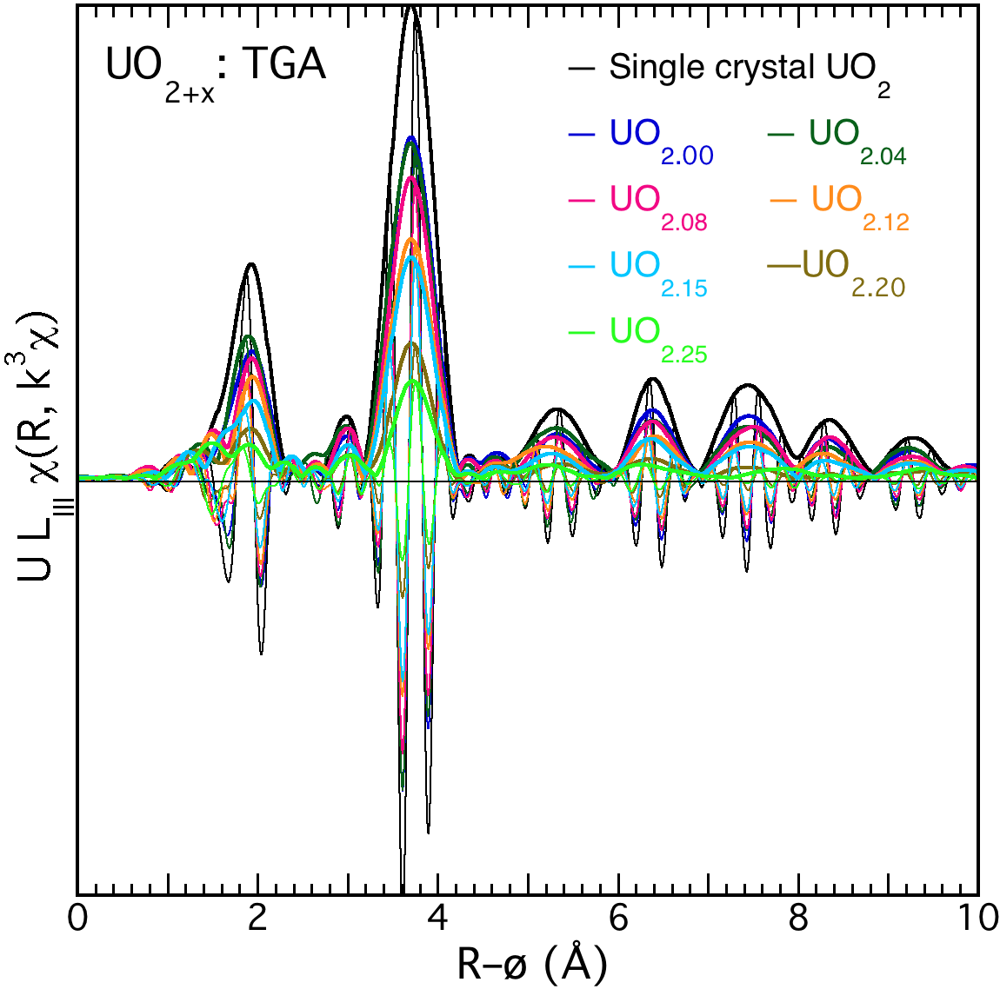 UO2+x: TGA
— Single crystal UO2
— UO2.00 — UO2.04
— UO2.08 — UO2.12
— UO2.15 —UO2.20
— UO2.25
U LIII χ(R, k3χ)
0 2 4 6 8 10
R–ø (Å)